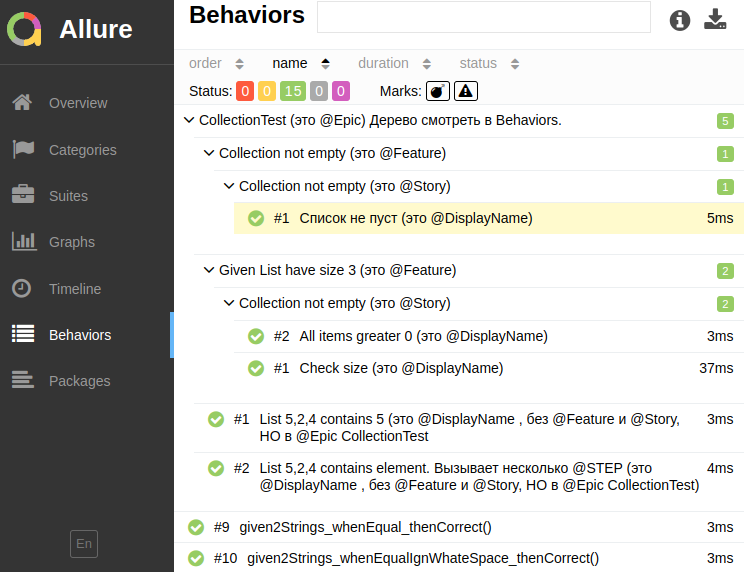 Allure
Overview
Categories
Suites
Graphs
Timeline
Behaviors
Packages
En
Behaviors
order name duration status
Status: 0 0 15 0 0 Marks:
CollectionTest (это @Epic) Дерево смотреть в Behaviors. 5
Collection not empty (это @Feature) 1
Collection not empty (это @Story) 1
#1 Список не пуст (это @DisplayName) 5ms
Given List have size 3 (это @Feature) 2
Collection not empty (это @Story) 2
#2 All items greater 0 (это @DisplayName) 3ms
#1 Check size (это @DisplayName) 37ms
#1 List 5,2,4 contains 5 (это @DisplayName , без @Feature и @Story, 3ms
НО в @Epic CollectionTest
#2 List 5,2,4 contains element. Вызывает несколько @STEP (это 4ms
@DisplayName , без @Feature и @Story, НО в @Epic CollectionTest)
#9 given2Strings_whenEqual_thenCorrect() 3ms
#10 given2Strings_whenEqualIgnWhateSpace_thenCorrect() 3ms